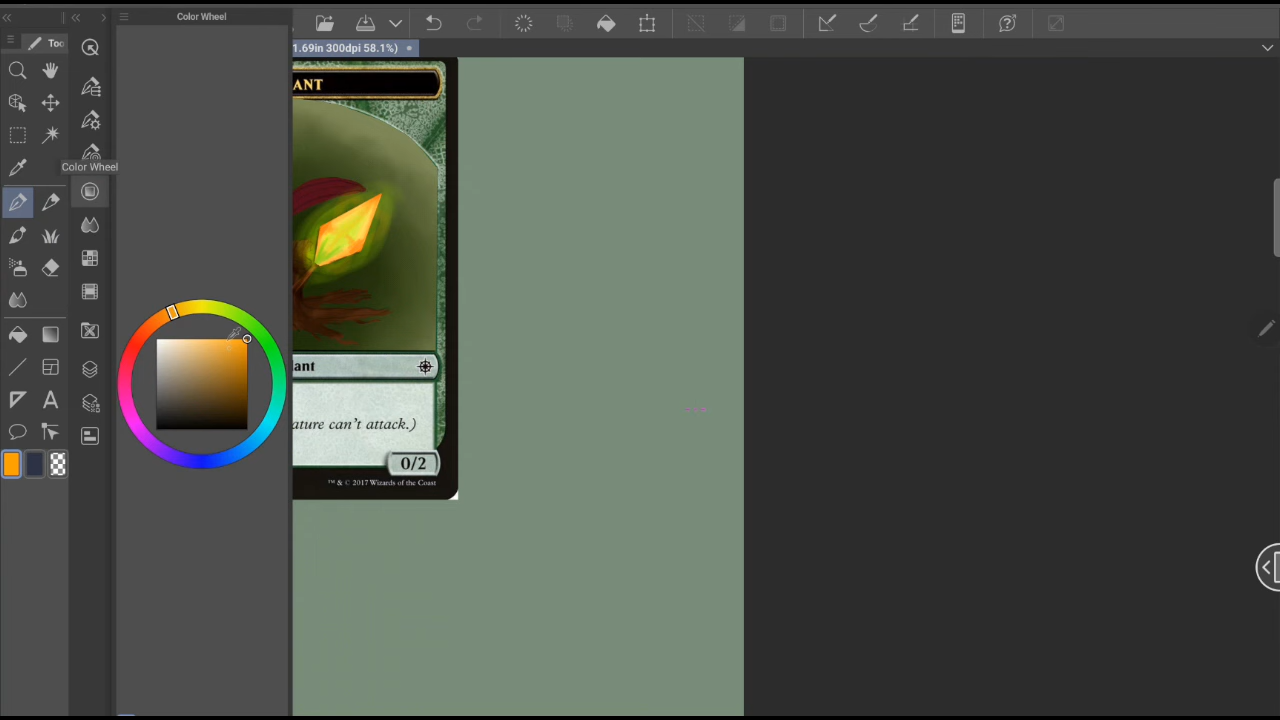 Color Wheel
Too
1.69in 300dpi 58.1%)
ANT
Color Wheel
ant
ature can't attack.)
0/2
™ & © 2017 Wizards of the Coast
A